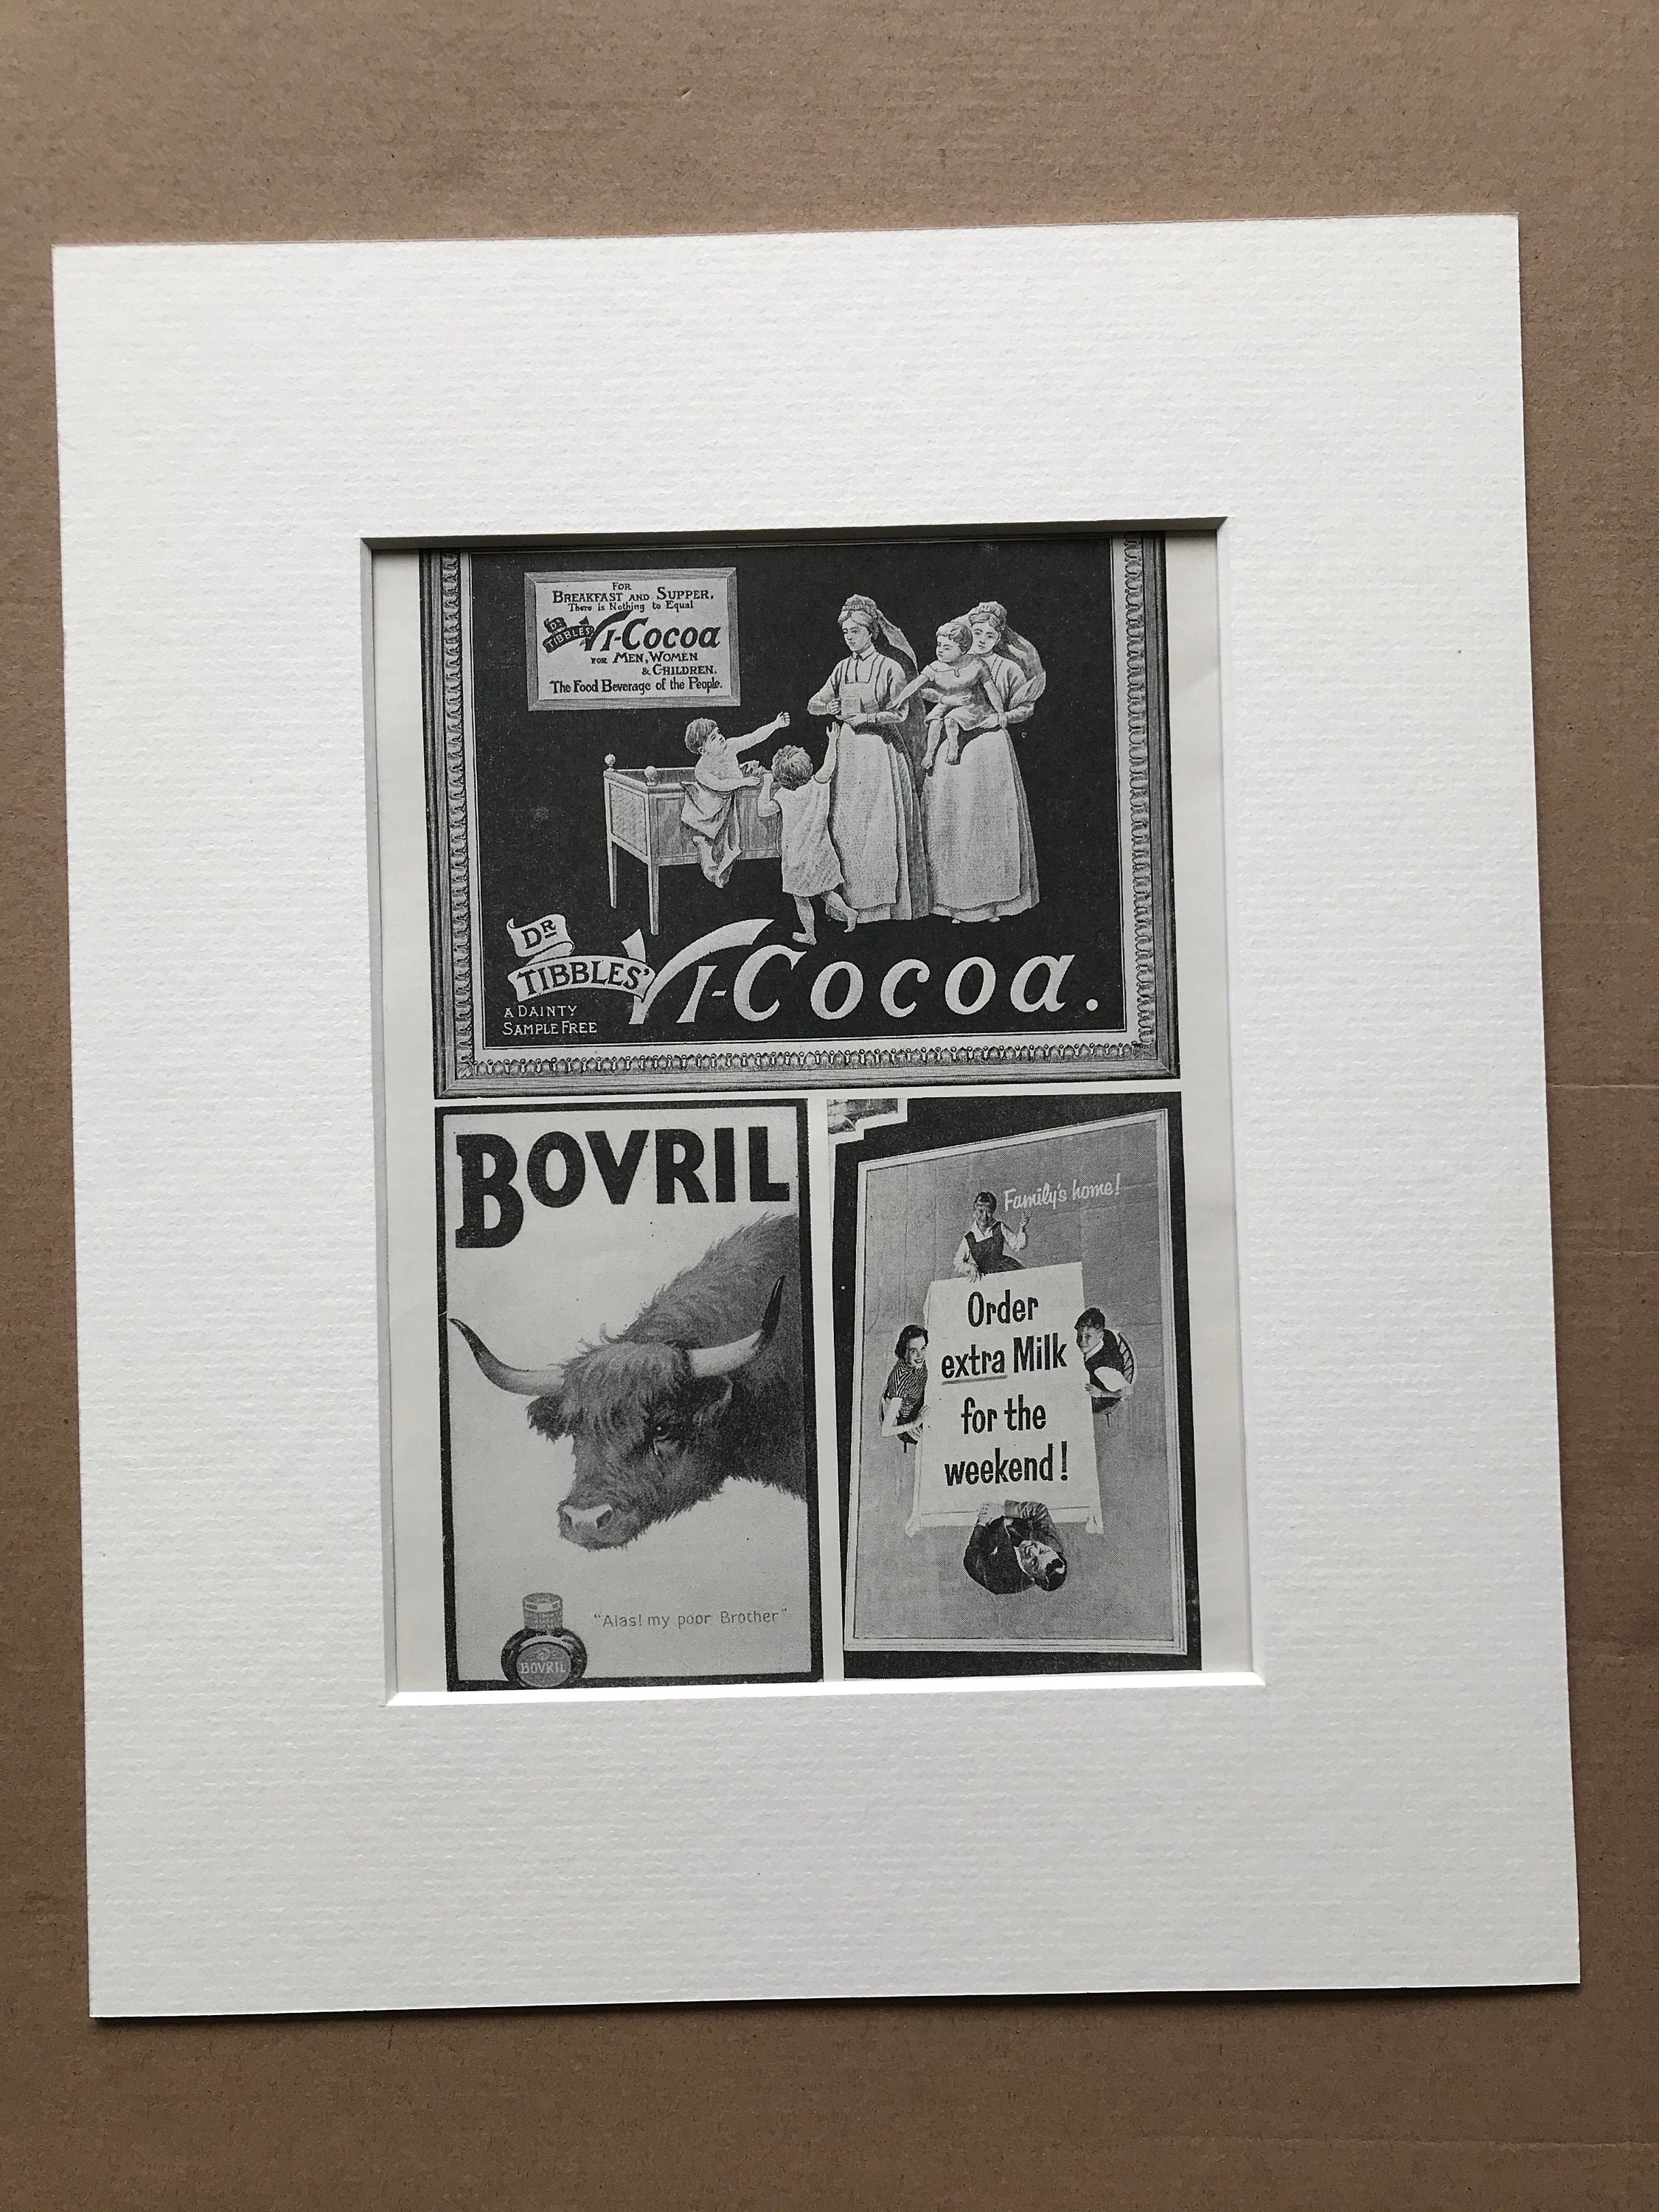 FOR
BREAKFAST AND SUPPER,
There is Nothing to Equal
DR
TIBBLES'
Vi-Cocoa
FOR MEN, WOMEN
& CHILDREN.
The Food Beverage of the People.
DR
TIBBLES'
Vi-Cocoa.
A DAINTY
SAMPLE FREE
BOVRIL
"Alas! my poor Brother"
BOVRIL
Family's home!
Order
extra Milk
for the
weekend!